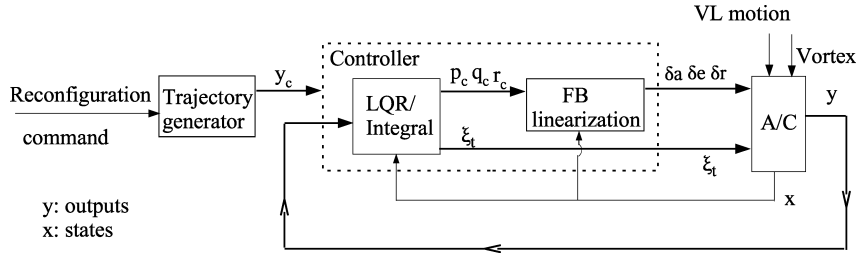 VL motion
Vortex
Controller
Reconfiguration
command
Trajectory
generator
y_c
LQR/
Integral
p_c q_c r_c
ξ_t
FB
linearization
δa δe δr
ξ_t
A/C
y
x
y: outputs
x: states